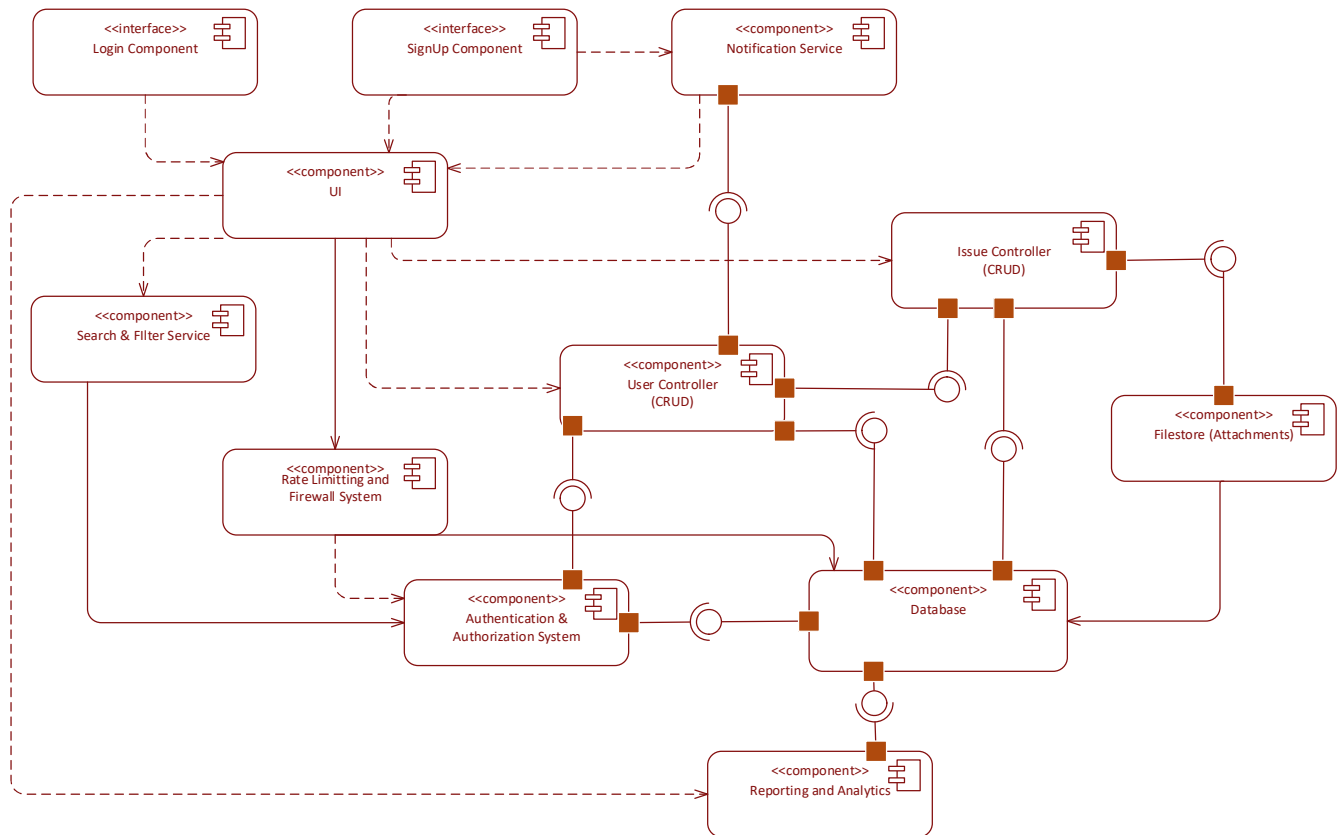 <<interface>>
Login Component
<<interface>>
SignUp Component
<<component>>
Notification Service
<<component>>
UI
Issue Controller
(CRUD)
<<component>>
Search & FIlter Service
<<component>>
User Controller
(CRUD)
<<component>>
Filestore (Attachments)
<<component>>
Rate Limitting and
Firewall System
<<component>>
Authentication &
Authorization System
<<component>>
Database
<<component>>
Reporting and Analytics